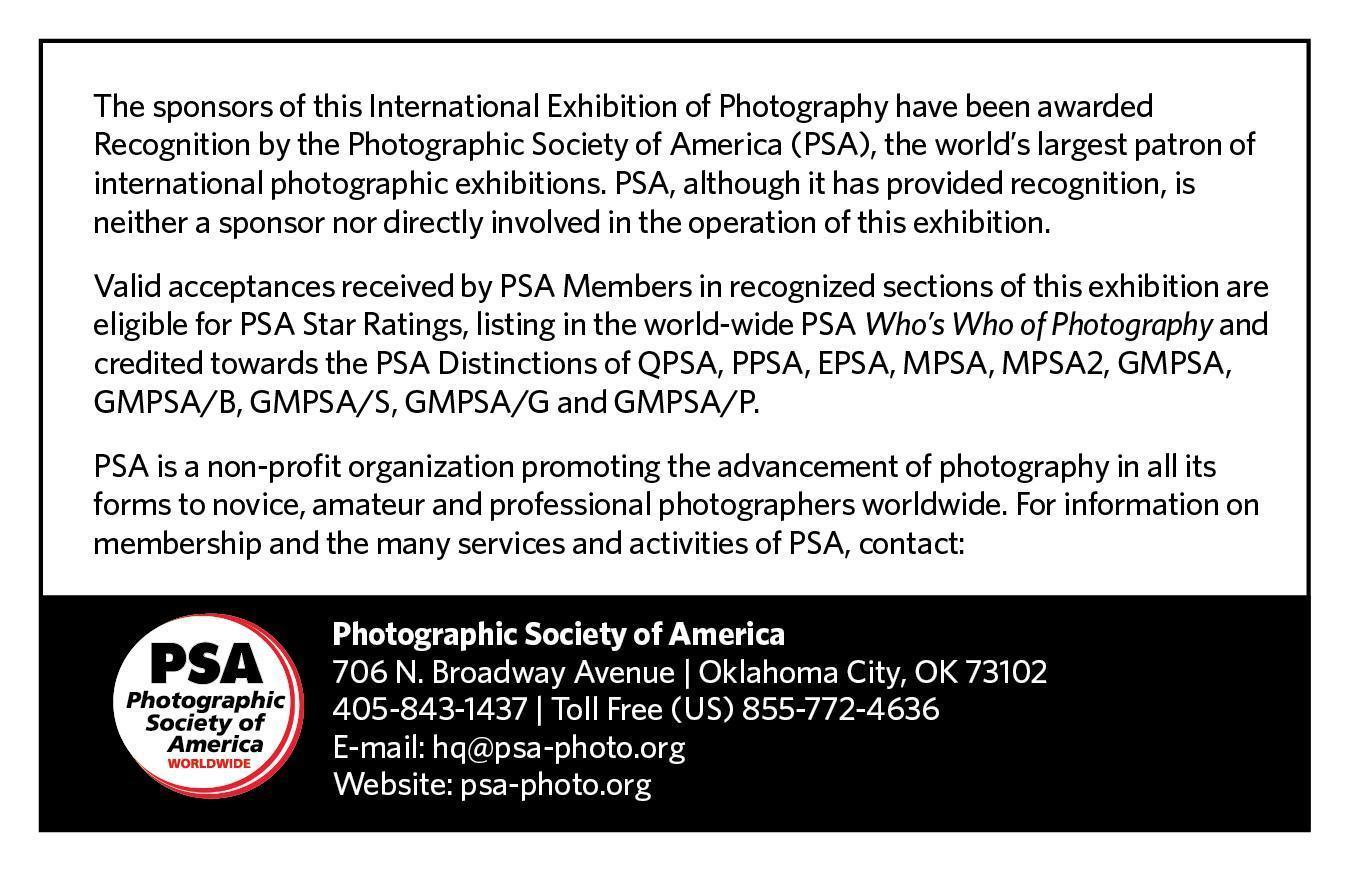 The sponsors of this International Exhibition of Photography have been awarded
Recognition by the Photographic Society of America (PSA), the world’s largest patron of
international photographic exhibitions. PSA, although it has provided recognition, is
neither a sponsor nor directly involved in the operation of this exhibition.
Valid acceptances received by PSA Members in recognized sections of this exhibition are
eligible for PSA Star Ratings, listing in the world-wide PSA Who’s Who of Photography and
credited towards the PSA Distinctions of QPSA, PPSA, EPSA, MPSA, MPSA2, GMPSA,
GMPSA/B, GMPSA/S, GMPSA/G and GMPSA/P.
PSA is a non-profit organization promoting the advancement of photography in all its
forms to novice, amateur and professional photographers worldwide. For information on
membership and the many services and activities of PSA, contact:
PSA
Photographic
Society of
America
WORLDWIDE
Photographic Society of America
706 N. Broadway Avenue | Oklahoma City, OK 73102
405-843-1437 | Toll Free (US) 855-772-4636
E-mail: hq@psa-photo.org
Website: psa-photo.org